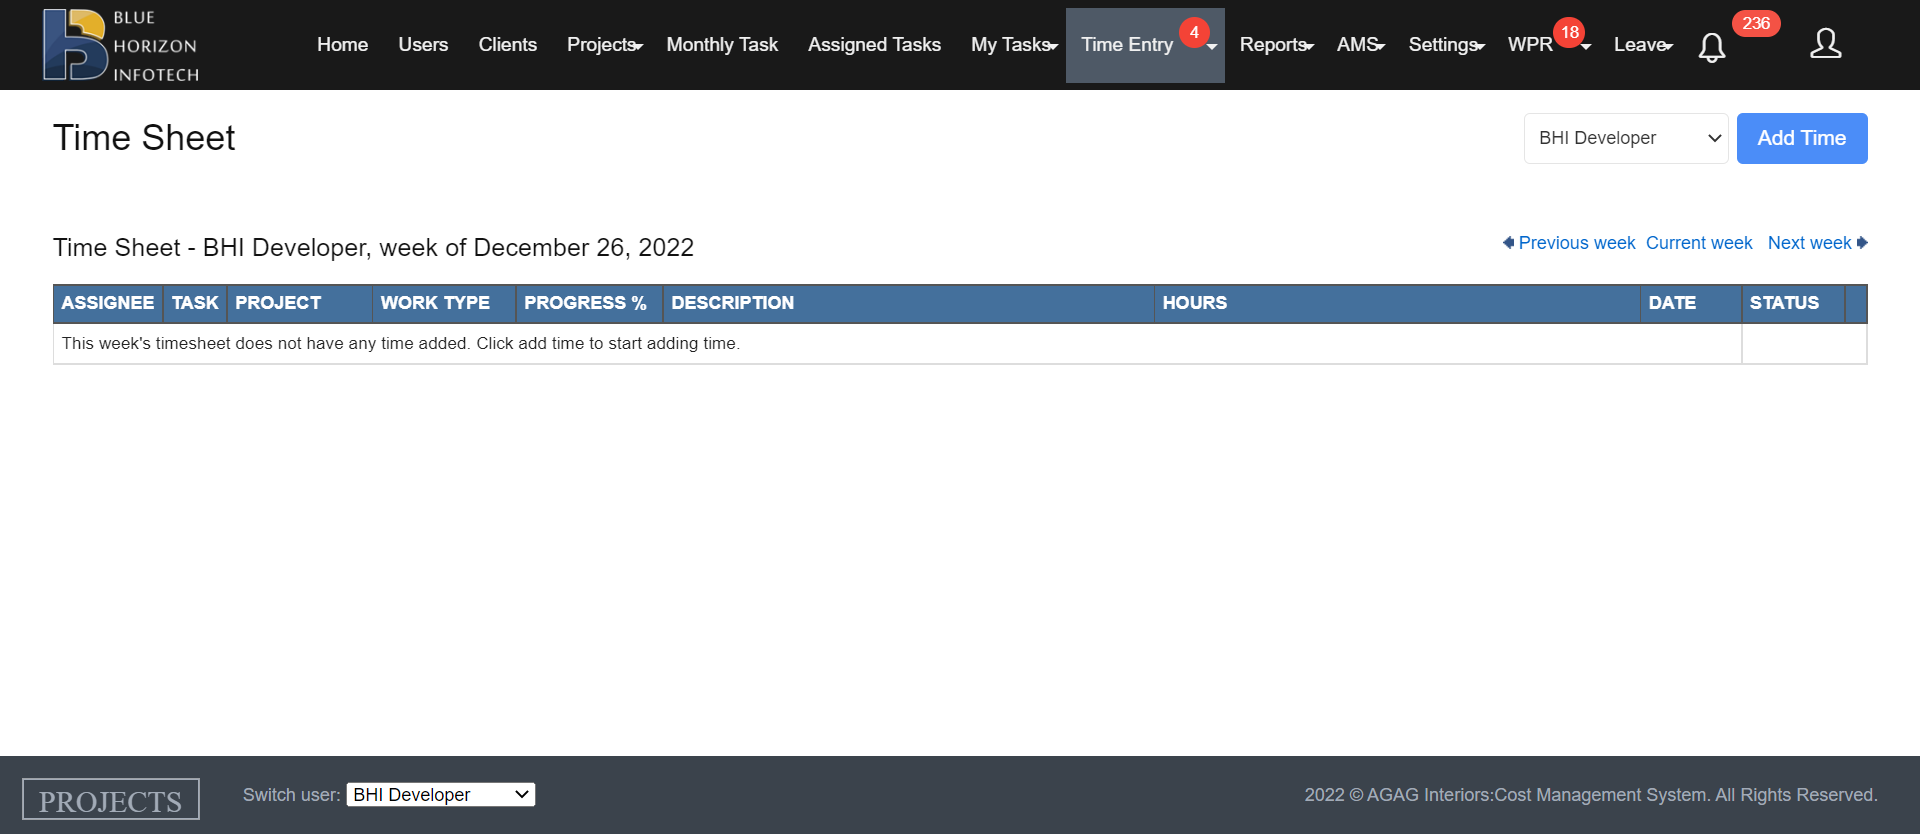 BLUE
HORIZON
INFOTECH
Home Users Clients Projects Monthly Task Assigned Tasks My Tasks Time Entry 4 Reports AMS Settings WPR 18 Leave 236
Time Sheet
BHI Developer Add Time
Time Sheet - BHI Developer, week of December 26, 2022
Previous week Current week Next week
ASSIGNEE TASK PROJECT WORK TYPE PROGRESS % DESCRIPTION HOURS DATE STATUS
This week's timesheet does not have any time added. Click add time to start adding time.
PROJECTS Switch user: BHI Developer 2022 © AGAG Interiors:Cost Management System. All Rights Reserved.